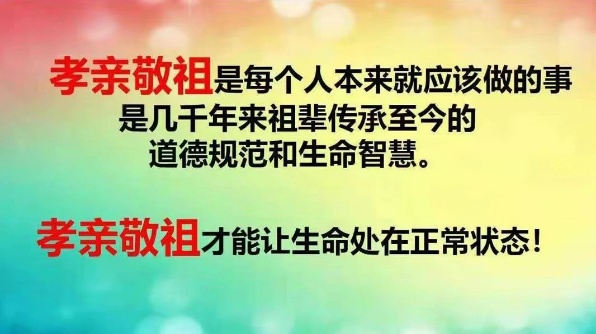 孝亲敬祖是每个人本来就应该做的事
是几千年来祖辈传承至今的
道德规范和生命智慧。
孝亲敬祖才能让生命处在正常状态！